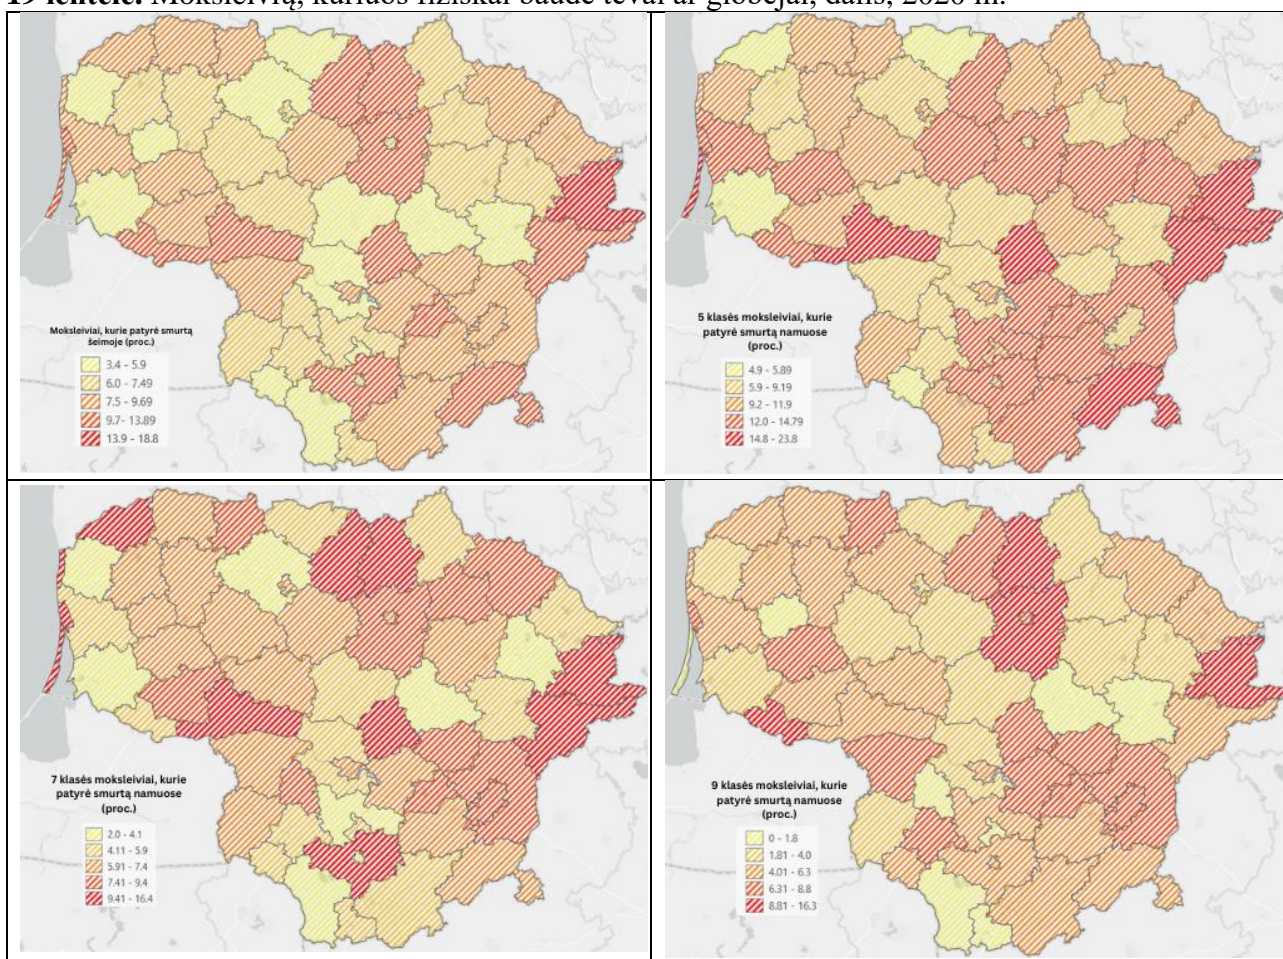 19 lentelė. Moksleivių, kuriuos fiziškai baudė tėvai ar globėjai, dalis, 2020 m.
Moksleiviai, kurie patyrė smurtą
šeimoje (proc.)
3.4 - 5.9
6.0 - 7.49
7.5 - 9.69
9.7- 13.89
13.9 - 18.8
5 klasės moksleiviai, kurie
patyrė smurtą namuose
(proc.)
4.9 - 5.89
5.9 - 9.19
9.2 - 11.9
12.0 - 14.79
14.8 - 23.8
7 klasės moksleiviai, kurie
patyrė smurtą namuose
(proc.)
2.0 - 4.1
4.11 - 5.9
5.91 - 7.4
7.41 - 9.4
9.41 - 16.4
9 klasės moksleiviai, kurie
patyrė smurtą namuose
(proc.)
0 - 1.8
1.81 - 4.0
4.01 - 6.3
6.31 - 8.8
8.81 - 16.3